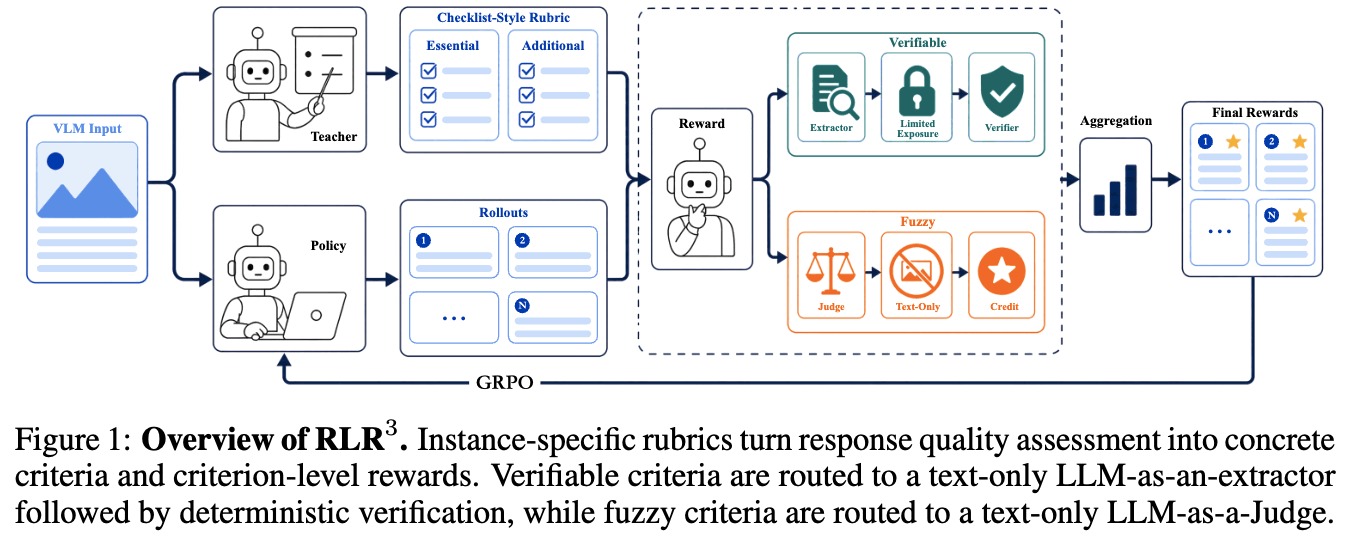 VLM Input
Teacher
Checklist-Style Rubric
Essential
Additional
Policy
Rollouts
1
2
...
N
Reward
Verifiable
Extractor
Limited
Exposure
Verifier
Fuzzy
Judge
Text-Only
Credit
Aggregation
Final Rewards
1
2
...
N
GRPO
Figure 1: Overview of RLR³. Instance-specific rubrics turn response quality assessment into concrete
criteria and criterion-level rewards. Verifiable criteria are routed to a text-only LLM-as-an-extractor
followed by deterministic verification, while fuzzy criteria are routed to a text-only LLM-as-a-Judge.